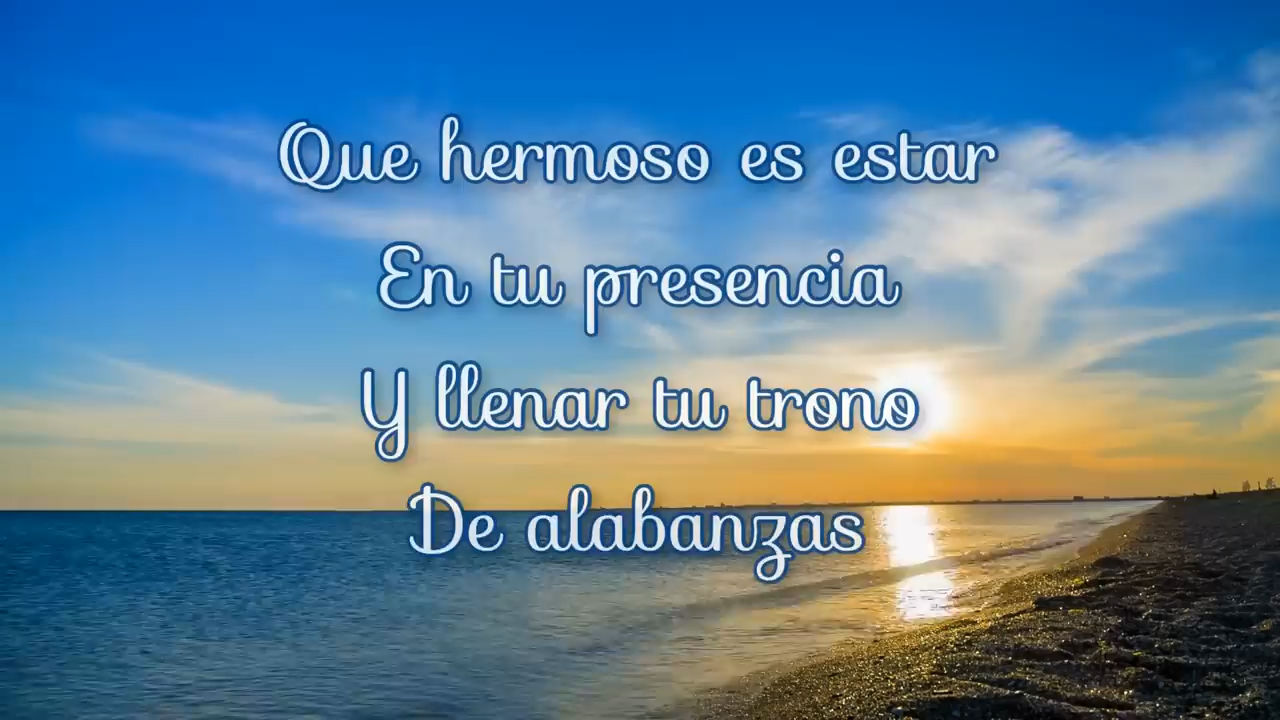 Que hermoso es estar
En tu presencia
Y llenar tu trono
De alabanzas